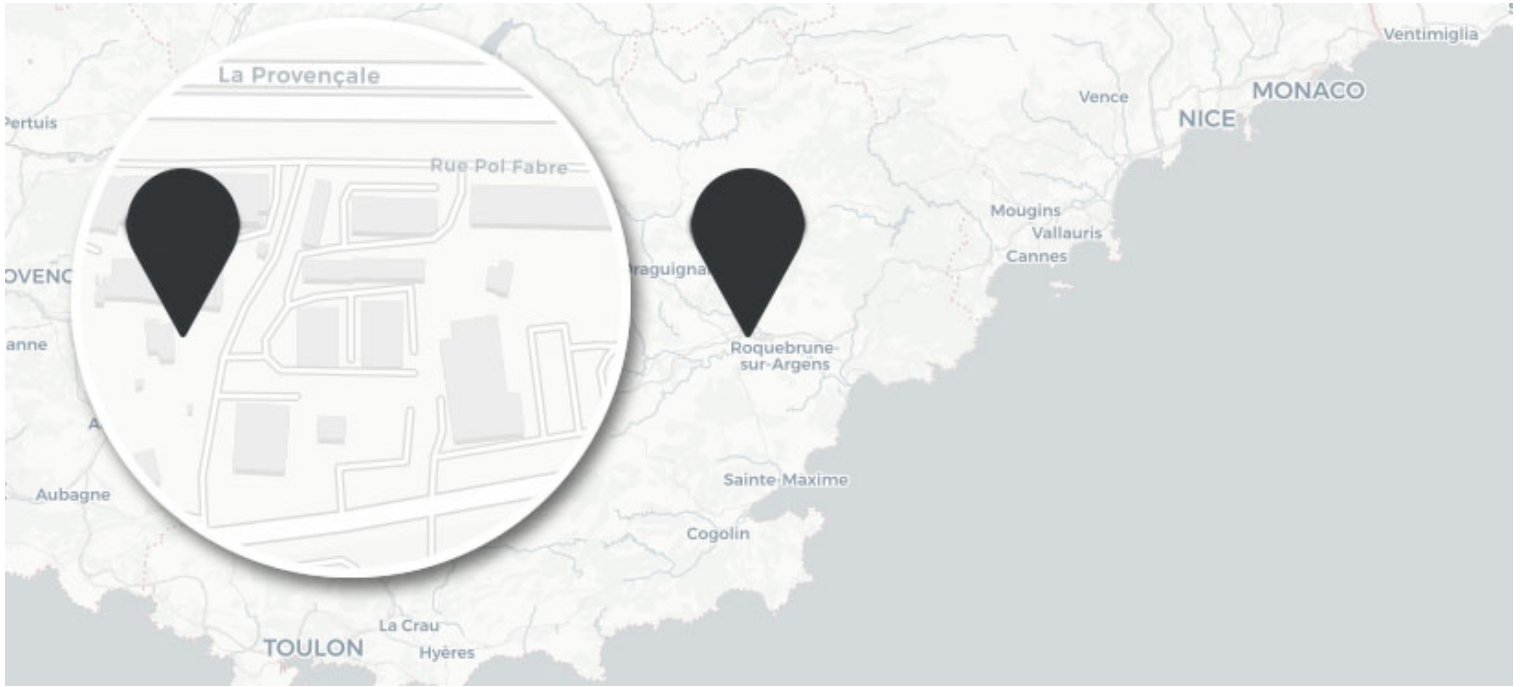 Ventimiglia
La Provençale
MONACO
Vence
NICE
Pertuis
Rue Pol Fabre
Mougins
Vallauris
Cannes
OVENC
raguigna
anne
Roquebrune-
sur-Argens
A
Sainte-Maxime
Aubagne
Cogolin
La Crau
TOULON
Hyères